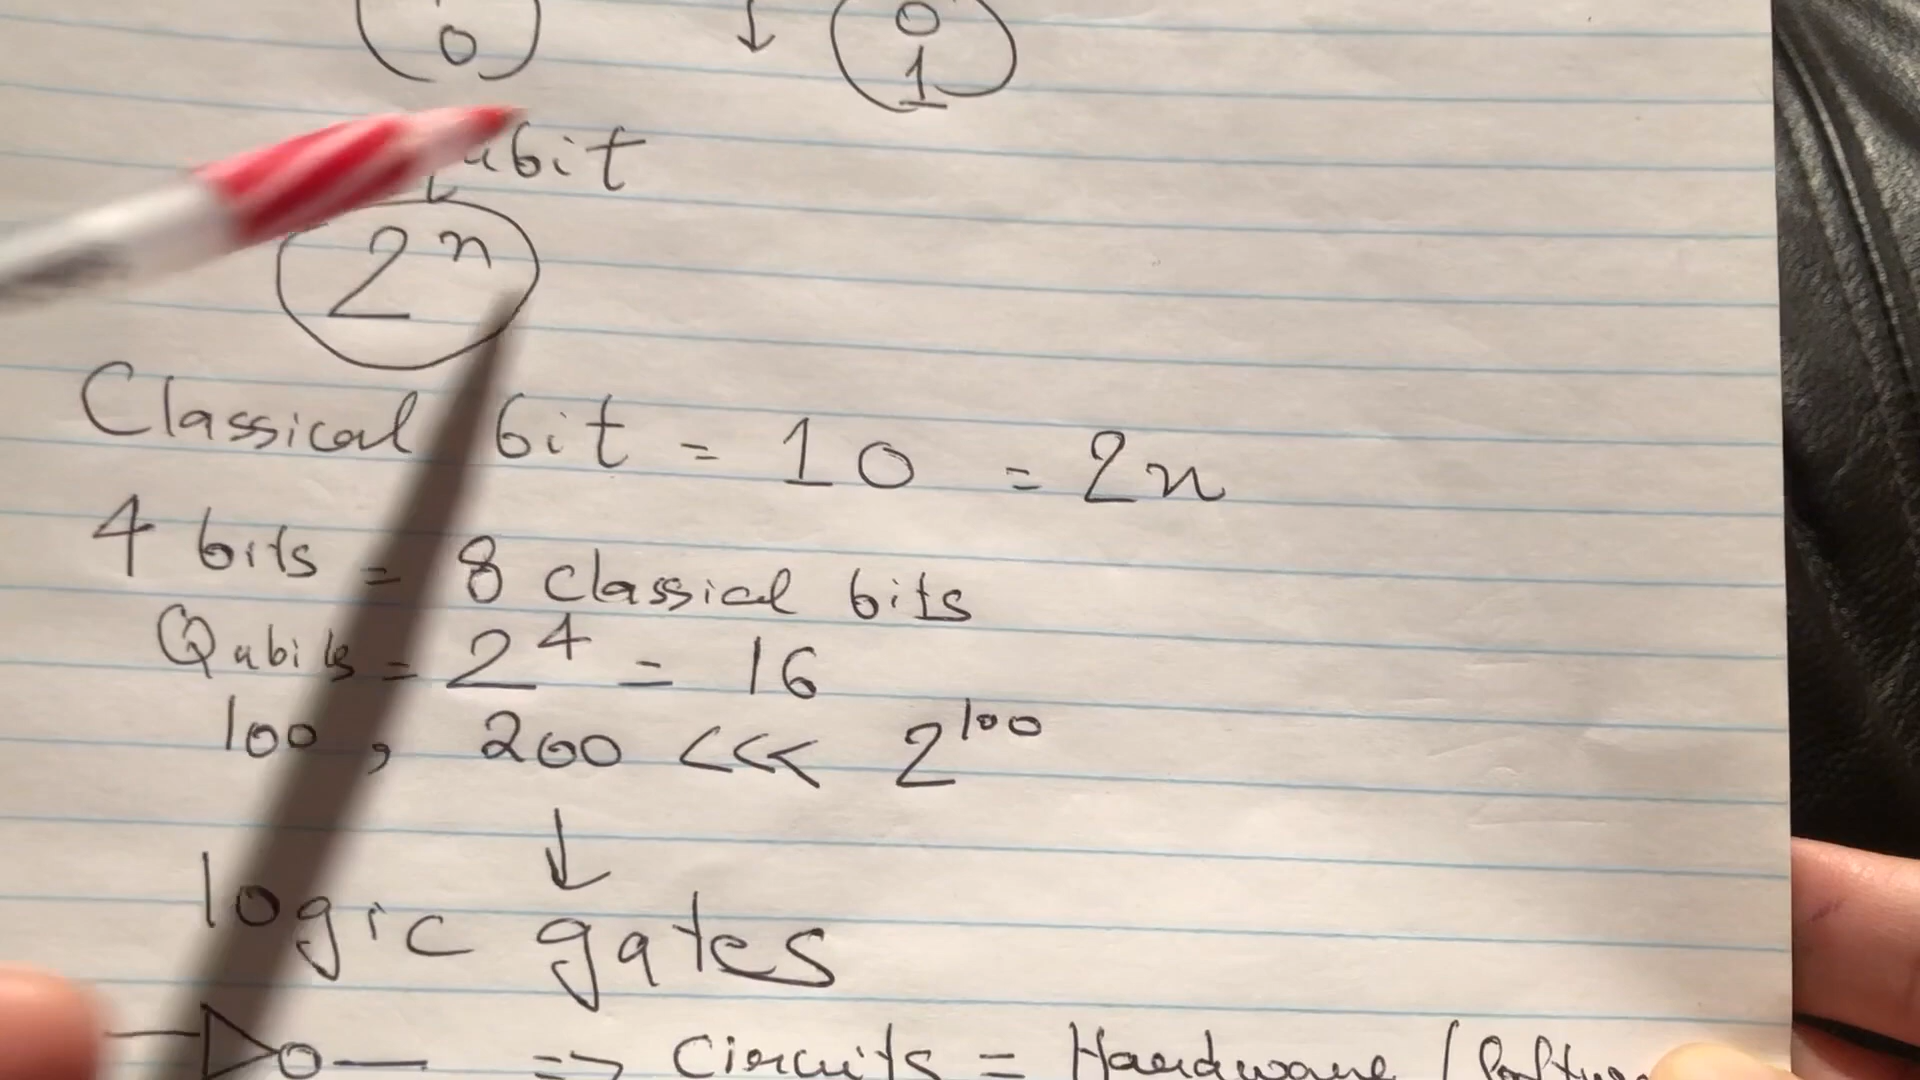 0 ↓ 0
1
2ⁿ
Classical bit = 1 0 = 2n
4 bits = 8 classical bits
Qubits = 2⁴ = 16
100, 200 <<< 2¹⁰⁰
↓
logic gates
=> Circuits = Hardware /